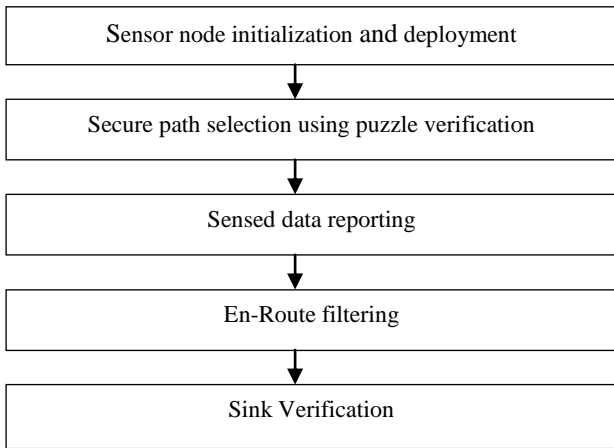 Sensor node initialization and deployment
Secure path selection using puzzle verification
Sensed data reporting
En-Route filtering
Sink Verification